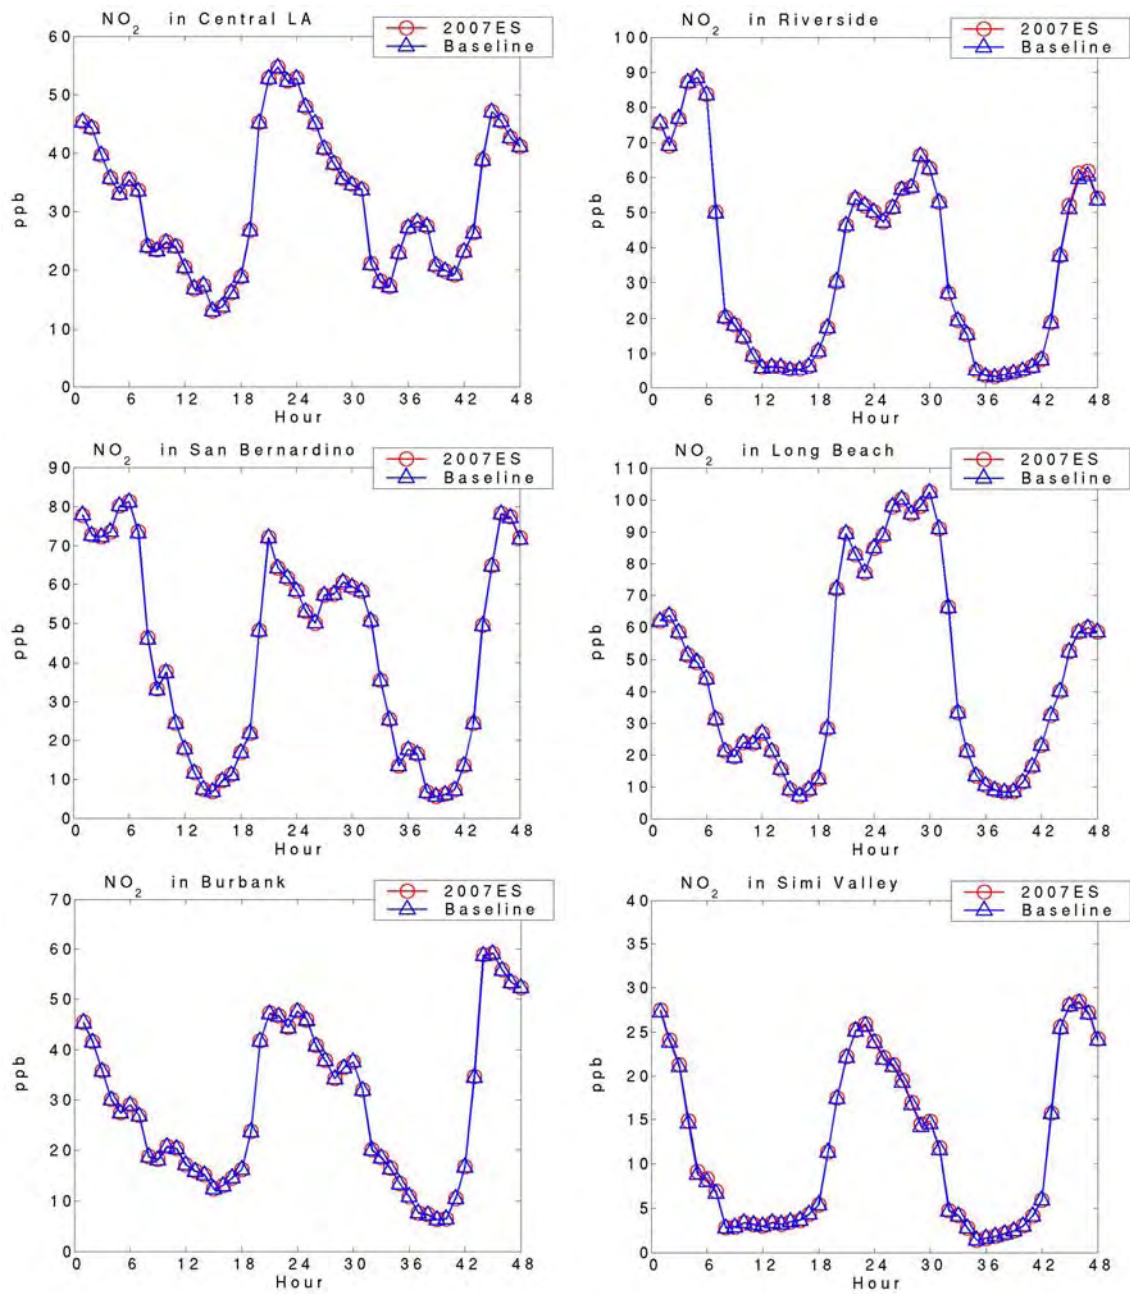 NO2 in Central LA
2007ES
Baseline
60
50
40
30
20
10
0
ppb
0 6 12 18 24 30 36 42 48
Hour
NO2 in Riverside
2007ES
Baseline
100
90
80
70
60
50
40
30
20
10
0
ppb
0 6 12 18 24 30 36 42 48
Hour
NO2 in San Bernardino
2007ES
Baseline
90
80
70
60
50
40
30
20
10
0
ppb
0 6 12 18 24 30 36 42 48
Hour
NO2 in Long Beach
2007ES
Baseline
110
100
90
80
70
60
50
40
30
20
10
0
ppb
0 6 12 18 24 30 36 42 48
Hour
NO2 in Burbank
2007ES
Baseline
70
60
50
40
30
20
10
0
ppb
0 6 12 18 24 30 36 42 48
Hour
NO2 in Simi Valley
2007ES
Baseline
40
35
30
25
20
15
10
5
0
ppb
0 6 12 18 24 30 36 42 48
Hour